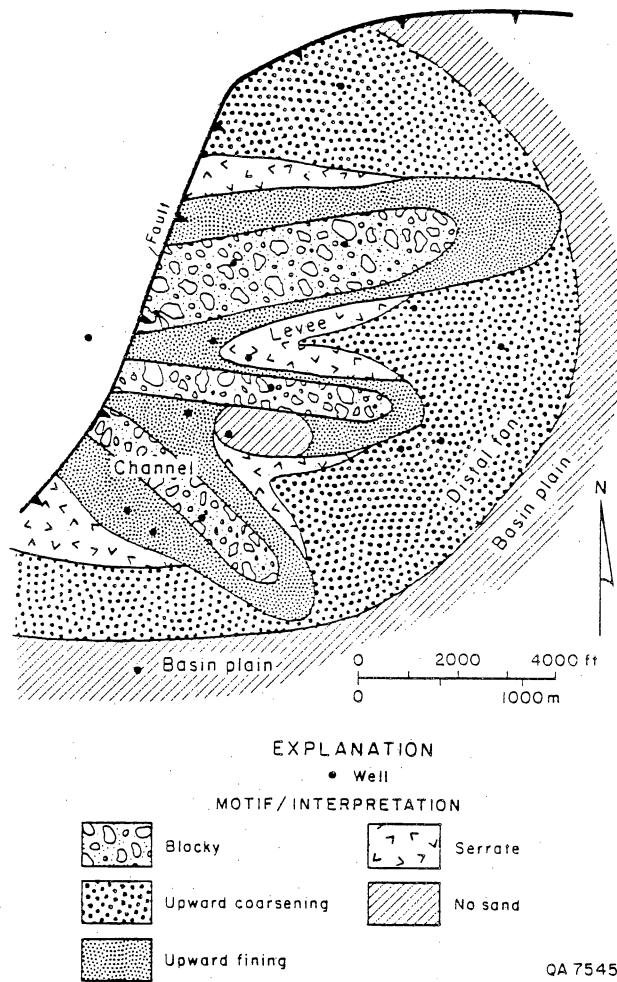 Fault
Levee
Channel
Distal fan
Basin plain
N
Basin plain
0 2000 4000 ft
0 1000 m
EXPLANATION
• Well
MOTIF/INTERPRETATION
Blocky
Serrate
Upward coarsening
No sand
Upward fining
QA 7545